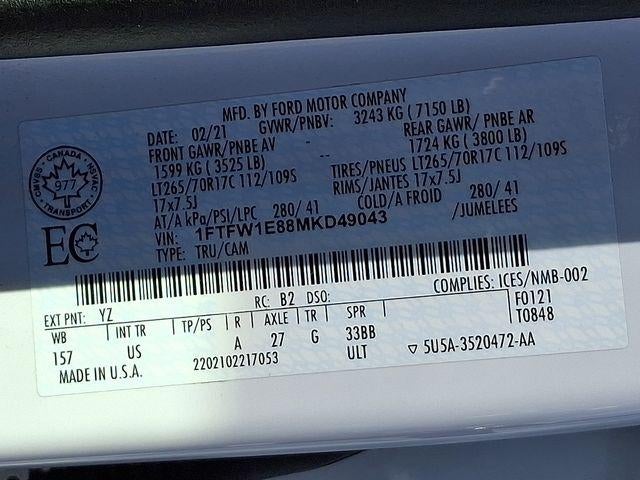 MFD. BY FORD MOTOR COMPANY
DATE: 02/21 GVWR/PNBV: 3243 KG ( 7150 LB)
FRONT GAWR/ PNBE AV -- REAR GAWR/ PNBE AR
1599 KG ( 3525 LB) -- 1724 KG ( 3800 LB)
LT265/70R17C 112/109S TIRES/PNEUS LT265/70R17C 112/109S
17x7.5J RIMS/JANTES 17x7.5J
AT/A kPa/PSI/LPC 280/ 41 COLD/A FROID 280/ 41
VIN: 1FTFW1E88MKD49043 /JUMELEES
TYPE: TRU/CAM
CANADA
CMVSS NSVAC
977
TRANSPORT
EC
COMPLIES: ICES/NMB-002
EXT PNT: YZ RC: B2 DSO: F0121
WB INT TR TP/PS R AXLE TR SPR T0848
157 US A 27 G 33BB
ULT 5U5A-3520472-AA
MADE IN U.S.A. 2202102217053